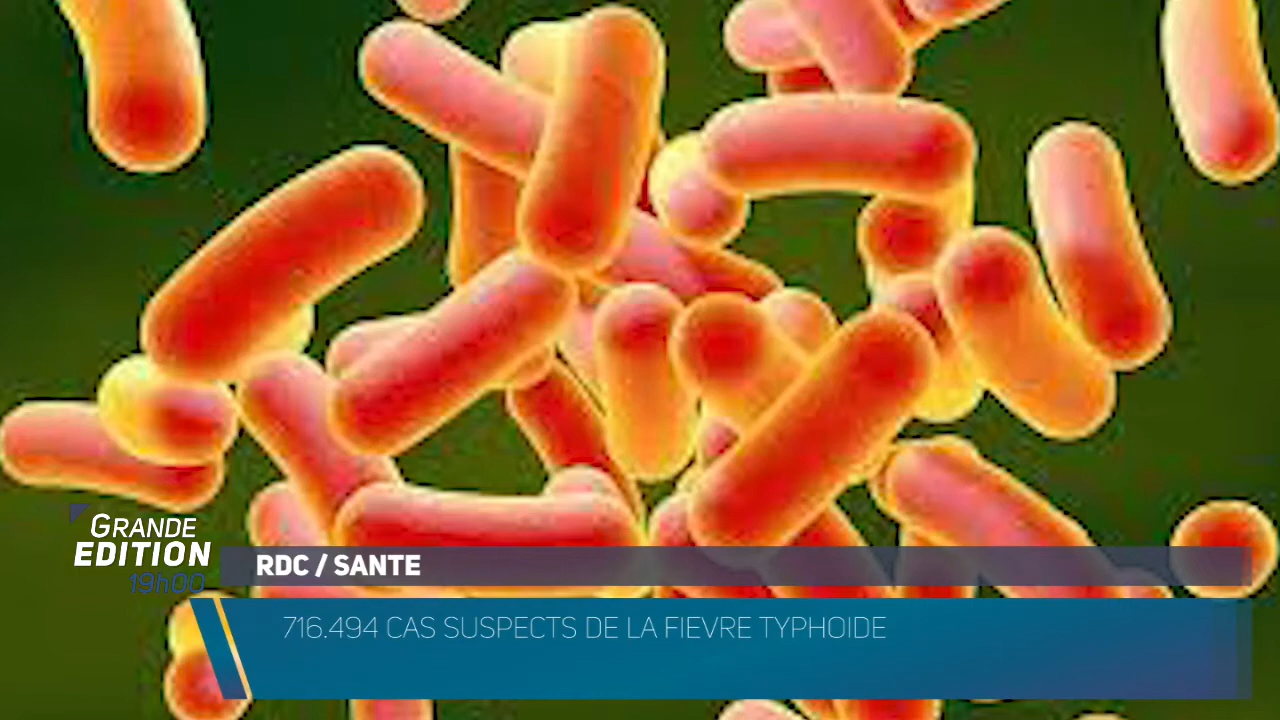 GRANDE
EDITION
19h00
RDC / SANTE
716.494 CAS SUSPECTS DE LA FIEVRE TYPHOIDE